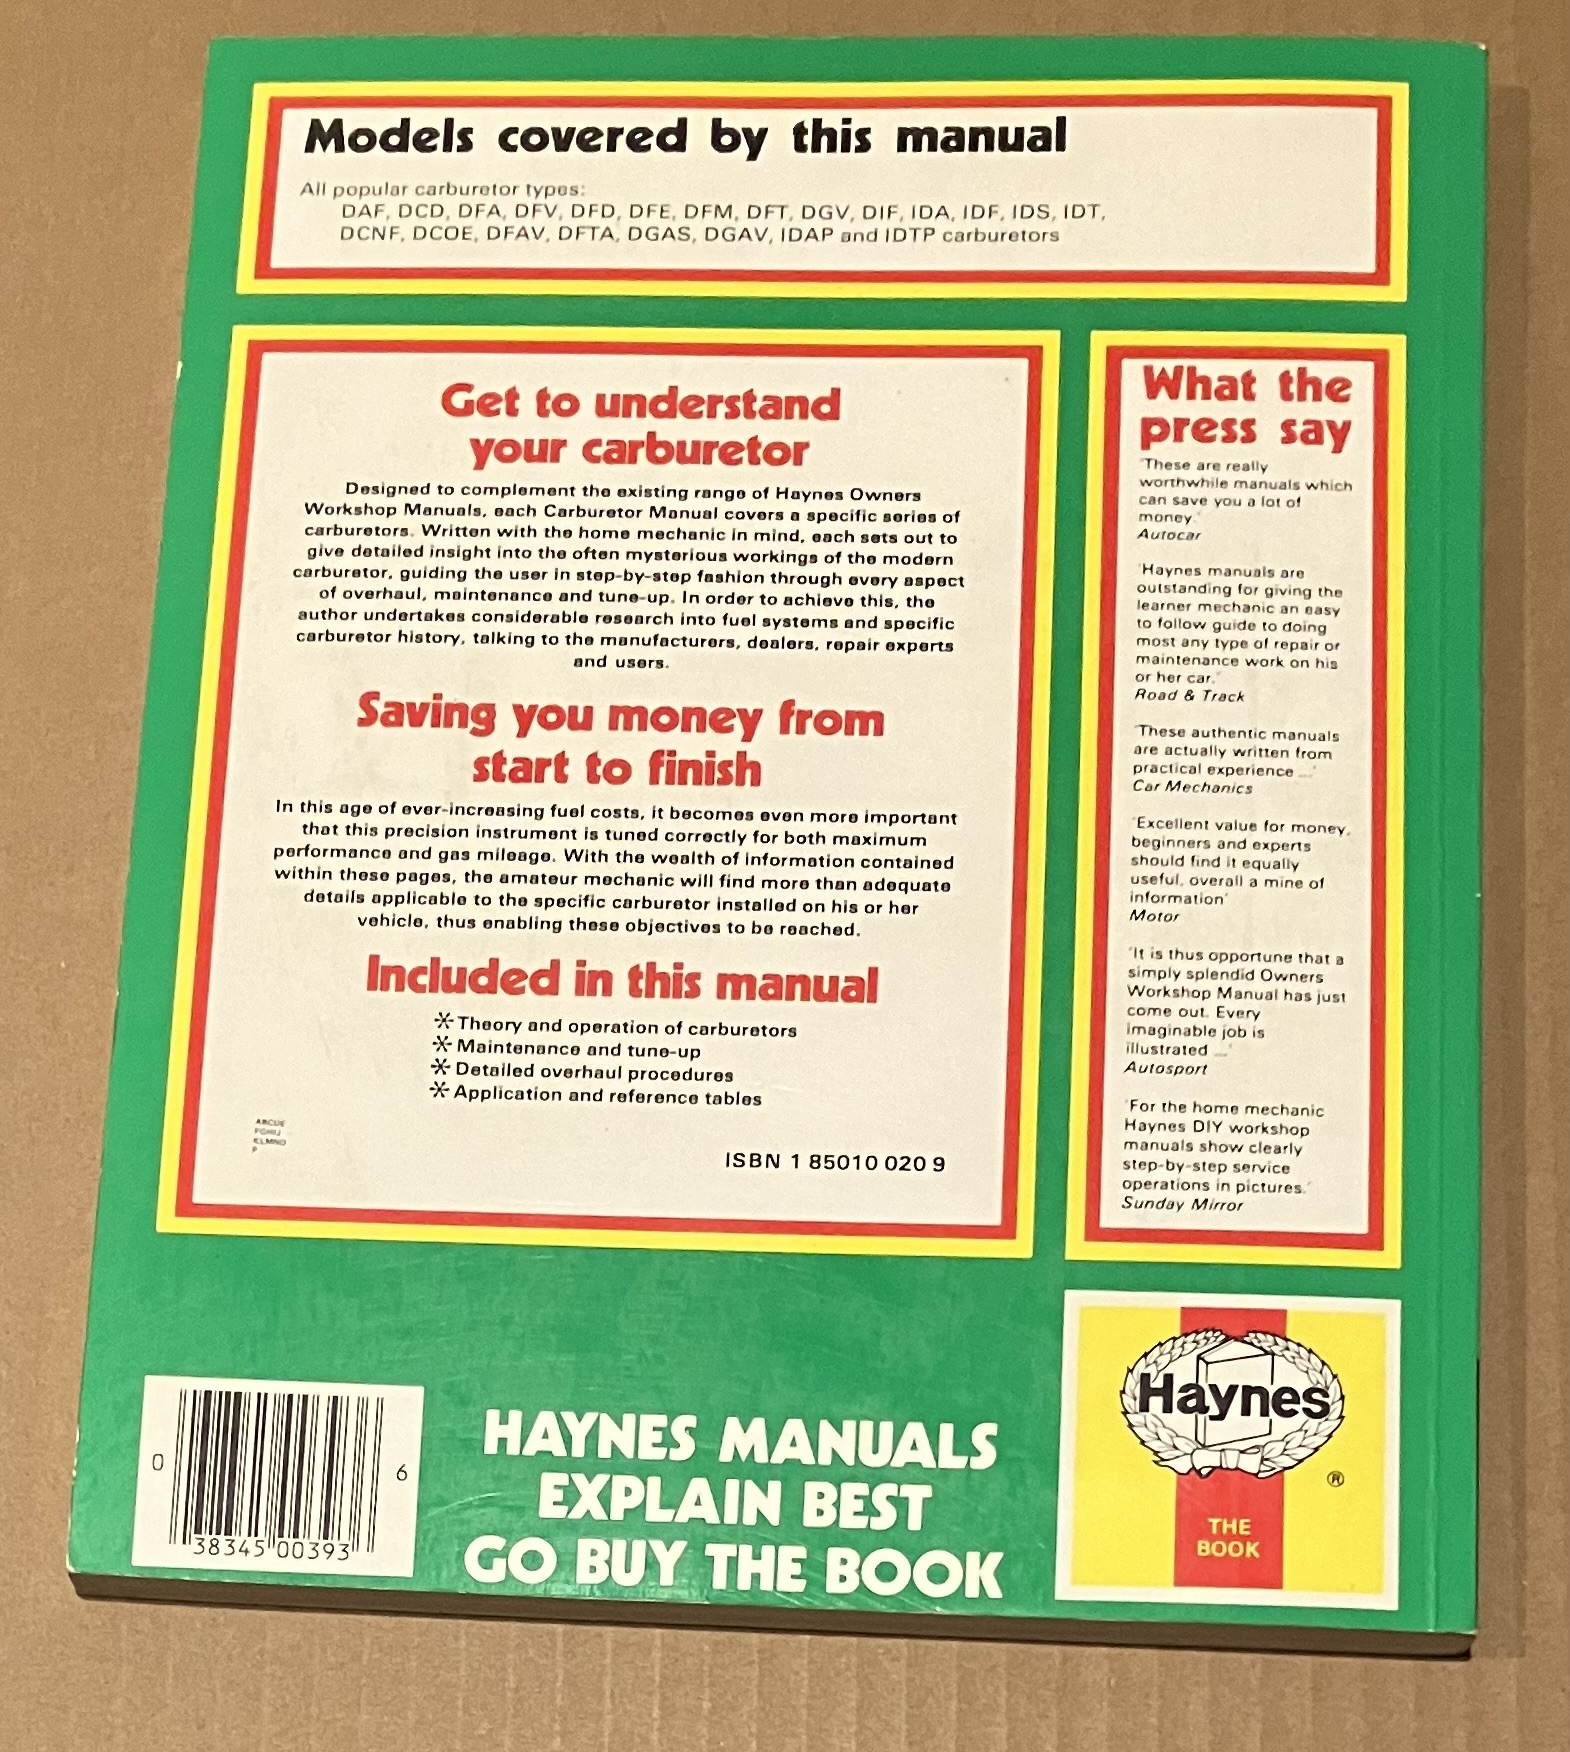 Models covered by this manual
All popular carburetor types:
DAF, DCD, DFA, DFV, DFD, DFE, DFM, DFT, DGV, DIF, IDA, IDF, IDS, IDT,
DCNF, DCOE, DFAV, DFTA, DGAS, DGAV, IDAP and IDTP carburetors
Get to understand
your carburetor
Designed to complement the existing range of Haynes Owners
Workshop Manuals, each Carburetor Manual covers a specific series of
carburetors. Written with the home mechanic in mind, each sets out to
give detailed insight into the often mysterious workings of the modern
carburetor, guiding the user in step-by-step fashion through every aspect
of overhaul, maintenance and tune-up. In order to achieve this, the
author undertakes considerable research into fuel systems and specific
carburetor history, talking to the manufacturers, dealers, repair experts
and users.
Saving you money from
start to finish
In this age of ever-increasing fuel costs, it becomes even more important
that this precision instrument is tuned correctly for both maximum
performance and gas mileage. With the wealth of information contained
within these pages, the amateur mechanic will find more than adequate
details applicable to the specific carburetor installed on his or her
vehicle, thus enabling these objectives to be reached.
Included in this manual
* Theory and operation of carburetors
* Maintenance and tune-up
* Detailed overhaul procedures
* Application and reference tables
ABCDE
FGHIJ
KLMNO
P
ISBN 1 85010 020 9
What the
press say
'These are really
worthwhile manuals which
can save you a lot of
money.'
Autocar
'Haynes manuals are
outstanding for giving the
learner mechanic an easy
to follow guide to doing
most any type of repair or
maintenance work on his
or her car.'
Road & Track
'These authentic manuals
are actually written from
practical experience ...'
Car Mechanics
'Excellent value for money,
beginners and experts
should find it equally
useful, overall a mine of
information'
Motor
'It is thus opportune that a
simply splendid Owners
Workshop Manual has just
come out. Every
imaginable job is
illustrated ...'
Autosport
'For the home mechanic
Haynes DIY workshop
manuals show clearly
step-by-step service
operations in pictures.'
Sunday Mirror
0 38345 00393 6
HAYNES MANUALS
EXPLAIN BEST
GO BUY THE BOOK
Haynes
®
THE
BOOK